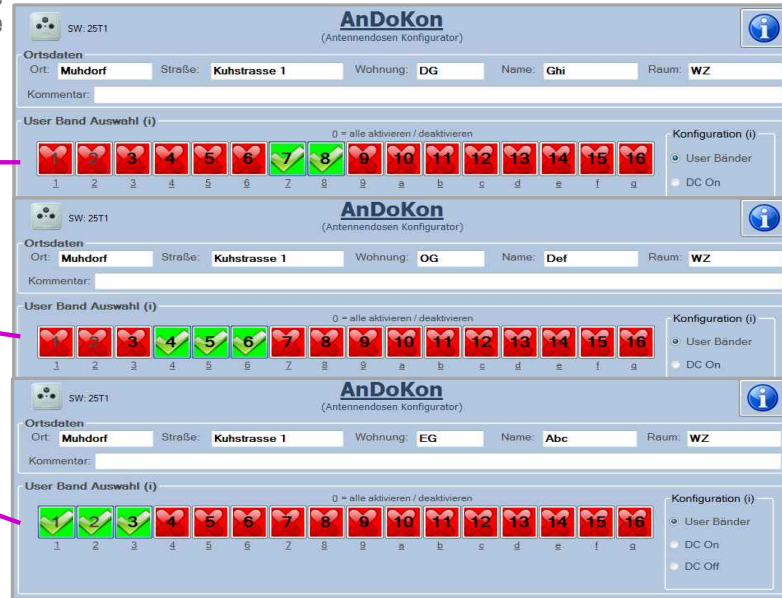 e
SW: 25T1
AnDoKon
(Antennendosen Konfigurator)
Ortsdaten
Ort: Muhdorf Straße: Kuhstrasse 1 Wohnung: DG Name: Ghi Raum: WZ
Kommentar:
User Band Auswahl (i)
0 = alle aktivieren / deaktivieren
Konfiguration (i)
1 2 3 4 5 6 7 8 9 10 11 12 13 14 15 16
User Bänder
1 2 3 4 5 6 7 8 9 a b c d e f g
DC On
SW: 25T1
AnDoKon
(Antennendosen Konfigurator)
Ortsdaten
Ort: Muhdorf Straße: Kuhstrasse 1 Wohnung: OG Name: Def Raum: WZ
Kommentar:
User Band Auswahl (i)
0 = alle aktivieren / deaktivieren
Konfiguration (i)
1 2 3 4 5 6 7 8 9 10 11 12 13 14 15 16
User Bänder
1 2 3 4 5 6 7 8 9 a b c d e f g
DC On
SW: 25T1
AnDoKon
(Antennendosen Konfigurator)
Ortsdaten
Ort: Muhdorf Straße: Kuhstrasse 1 Wohnung: EG Name: Abc Raum: WZ
Kommentar:
User Band Auswahl (i)
0 = alle aktivieren / deaktivieren
Konfiguration (i)
1 2 3 4 5 6 7 8 9 10 11 12 13 14 15 16
User Bänder
1 2 3 4 5 6 7 8 9 a b c d e f g
DC On
DC Off